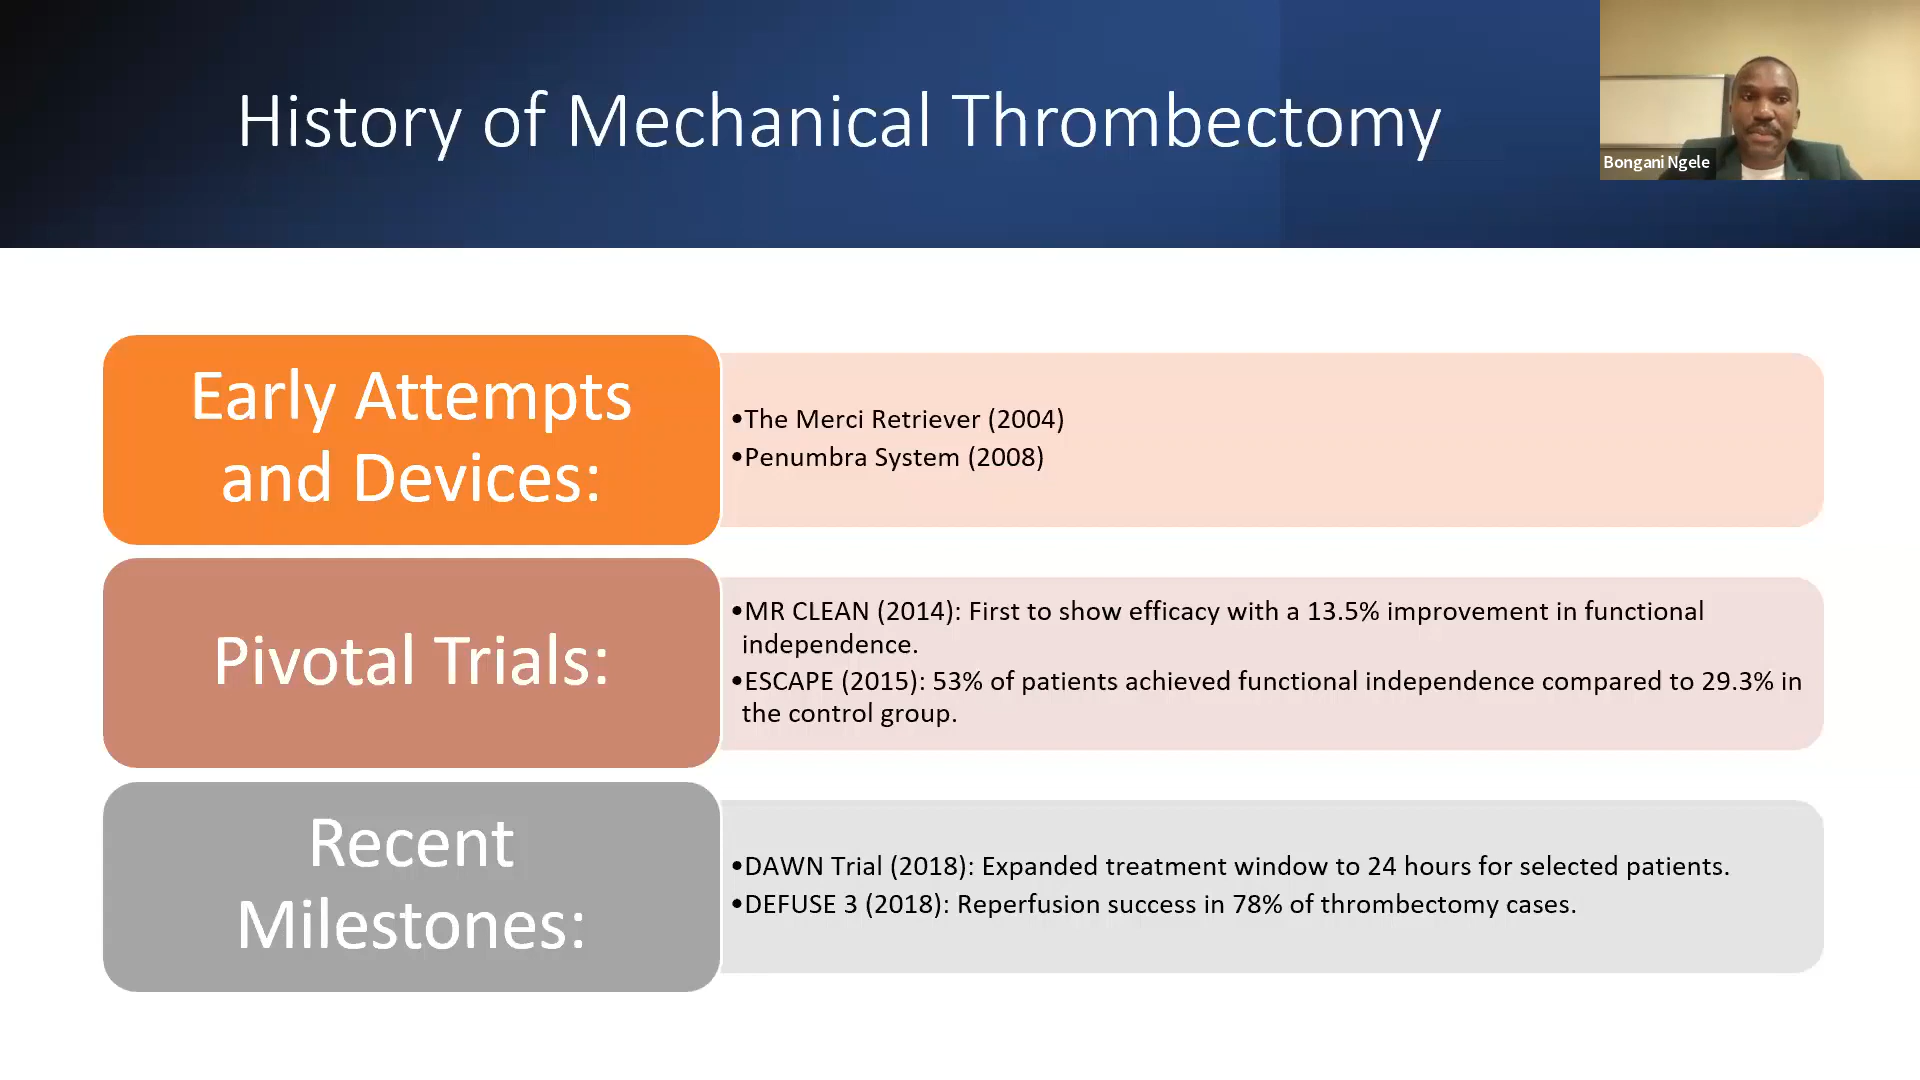 History of Mechanical Thrombectomy
Bongani Ngele
Early Attempts
and Devices:
•The Merci Retriever (2004)
•Penumbra System (2008)
Pivotal Trials:
•MR CLEAN (2014): First to show efficacy with a 13.5% improvement in functional
independence.
•ESCAPE (2015): 53% of patients achieved functional independence compared to 29.3% in
the control group.
Recent
Milestones:
•DAWN Trial (2018): Expanded treatment window to 24 hours for selected patients.
•DEFUSE 3 (2018): Reperfusion success in 78% of thrombectomy cases.